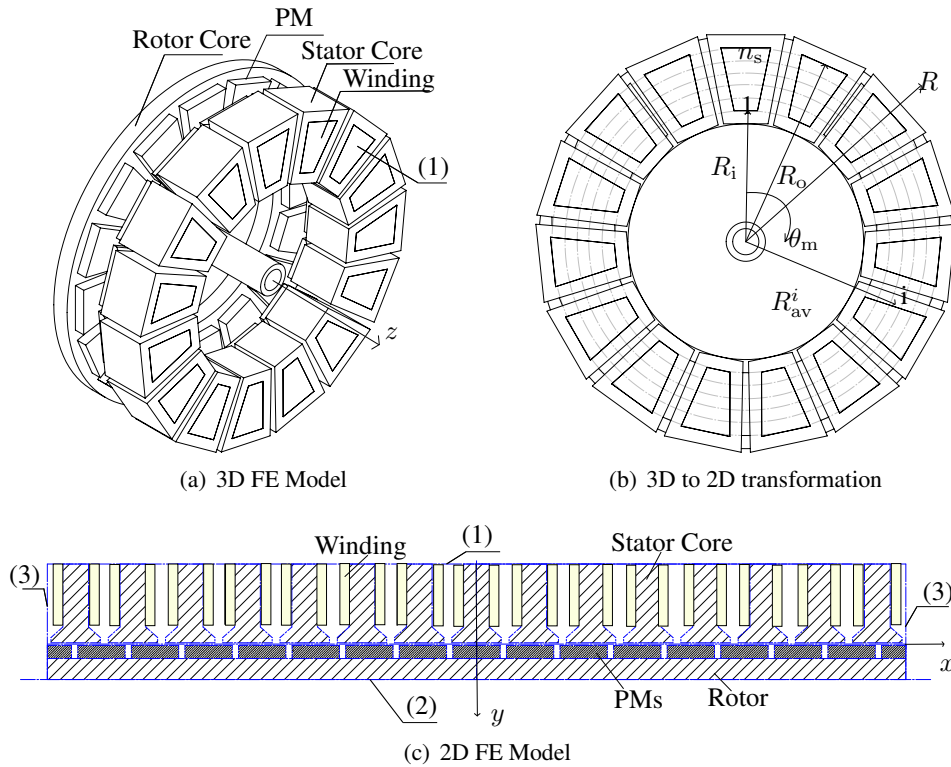 PM
Rotor Core
Stator Core
Winding
(1)
z
(a) 3D FE Model
n_s
1
R
R_i
R_o
θ_m
R_av^i
i
(b) 3D to 2D transformation
(1)
Winding
Stator Core
(3)
(3)
x
PMs
Rotor
(2)
y
(c) 2D FE Model